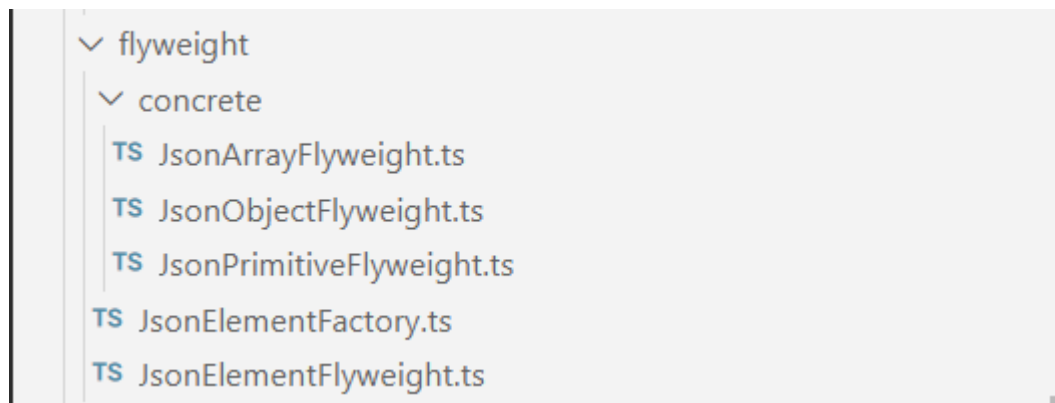 flyweight
concrete
TS JsonArrayFlyweight.ts
TS JsonObjectFlyweight.ts
TS JsonPrimitiveFlyweight.ts
TS JsonElementFactory.ts
TS JsonElementFlyweight.ts